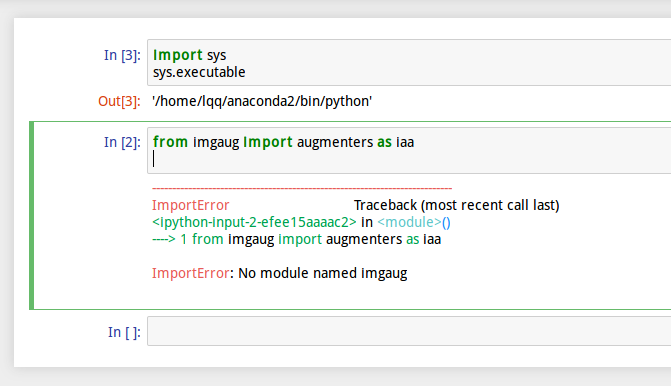 In [3]:
import sys
sys.executable
Out[3]:
'/home/lqq/anaconda2/bin/python'
In [2]:
from imgaug import augmenters as iaa
---------------------------------------------------------------------------
ImportError Traceback (most recent call last)
<ipython-input-2-efee15aaaac2> in <module>()
----> 1 from imgaug import augmenters as iaa
ImportError: No module named imgaug
In [ ]: